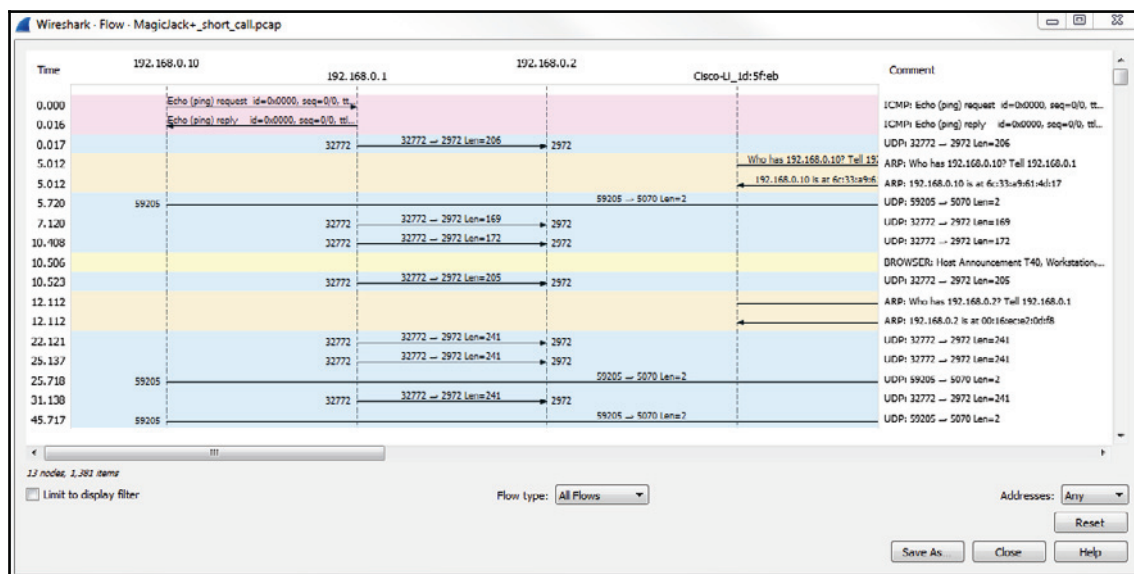 Wireshark · Flow · MagicJack+_short_call.pcap
Time 192.168.0.10 192.168.0.1 192.168.0.2 Cisco-Li_1d:5f:eb Comment
0.000 Echo (ping) request id=0x0000, seq=0/0, tt... ICMP: Echo (ping) request id=0x0000, seq=0/0, tt...
0.016 Echo (ping) reply id=0x0000, seq=0/0, ttl... ICMP: Echo (ping) reply id=0x0000, seq=0/0, ttl...
0.017 32772 32772 → 2972 Len=206 2972 UDP: 32772 → 2972 Len=206
5.012 Who has 192.168.0.10? Tell 192 ARP: Who has 192.168.0.10? Tell 192.168.0.1
5.012 192.168.0.10 is at 6c:33:a9:61 ARP: 192.168.0.10 is at 6c:33:a9:61:4d:17
5.720 59205 59205 → 5070 Len=2 UDP: 59205 → 5070 Len=2
7.120 32772 32772 → 2972 Len=169 2972 UDP: 32772 → 2972 Len=169
10.408 32772 32772 → 2972 Len=172 2972 UDP: 32772 → 2972 Len=172
10.506 BROWSER: Host Announcement T40, Workstation,...
10.523 32772 32772 → 2972 Len=205 2972 UDP: 32772 → 2972 Len=205
12.112 ARP: Who has 192.168.0.2? Tell 192.168.0.1
12.112 ARP: 192.168.0.2 is at 00:16:ec:e2:0d:f8
22.121 32772 32772 → 2972 Len=241 2972 UDP: 32772 → 2972 Len=241
25.137 32772 32772 → 2972 Len=241 2972 UDP: 32772 → 2972 Len=241
25.718 59205 59205 → 5070 Len=2 UDP: 59205 → 5070 Len=2
31.138 32772 32772 → 2972 Len=241 2972 UDP: 32772 → 2972 Len=241
45.717 59205 59205 → 5070 Len=2 UDP: 59205 → 5070 Len=2
13 nodes, 1,381 items
Limit to display filter Flow type: All Flows Addresses: Any
Reset
Save As... Close Help